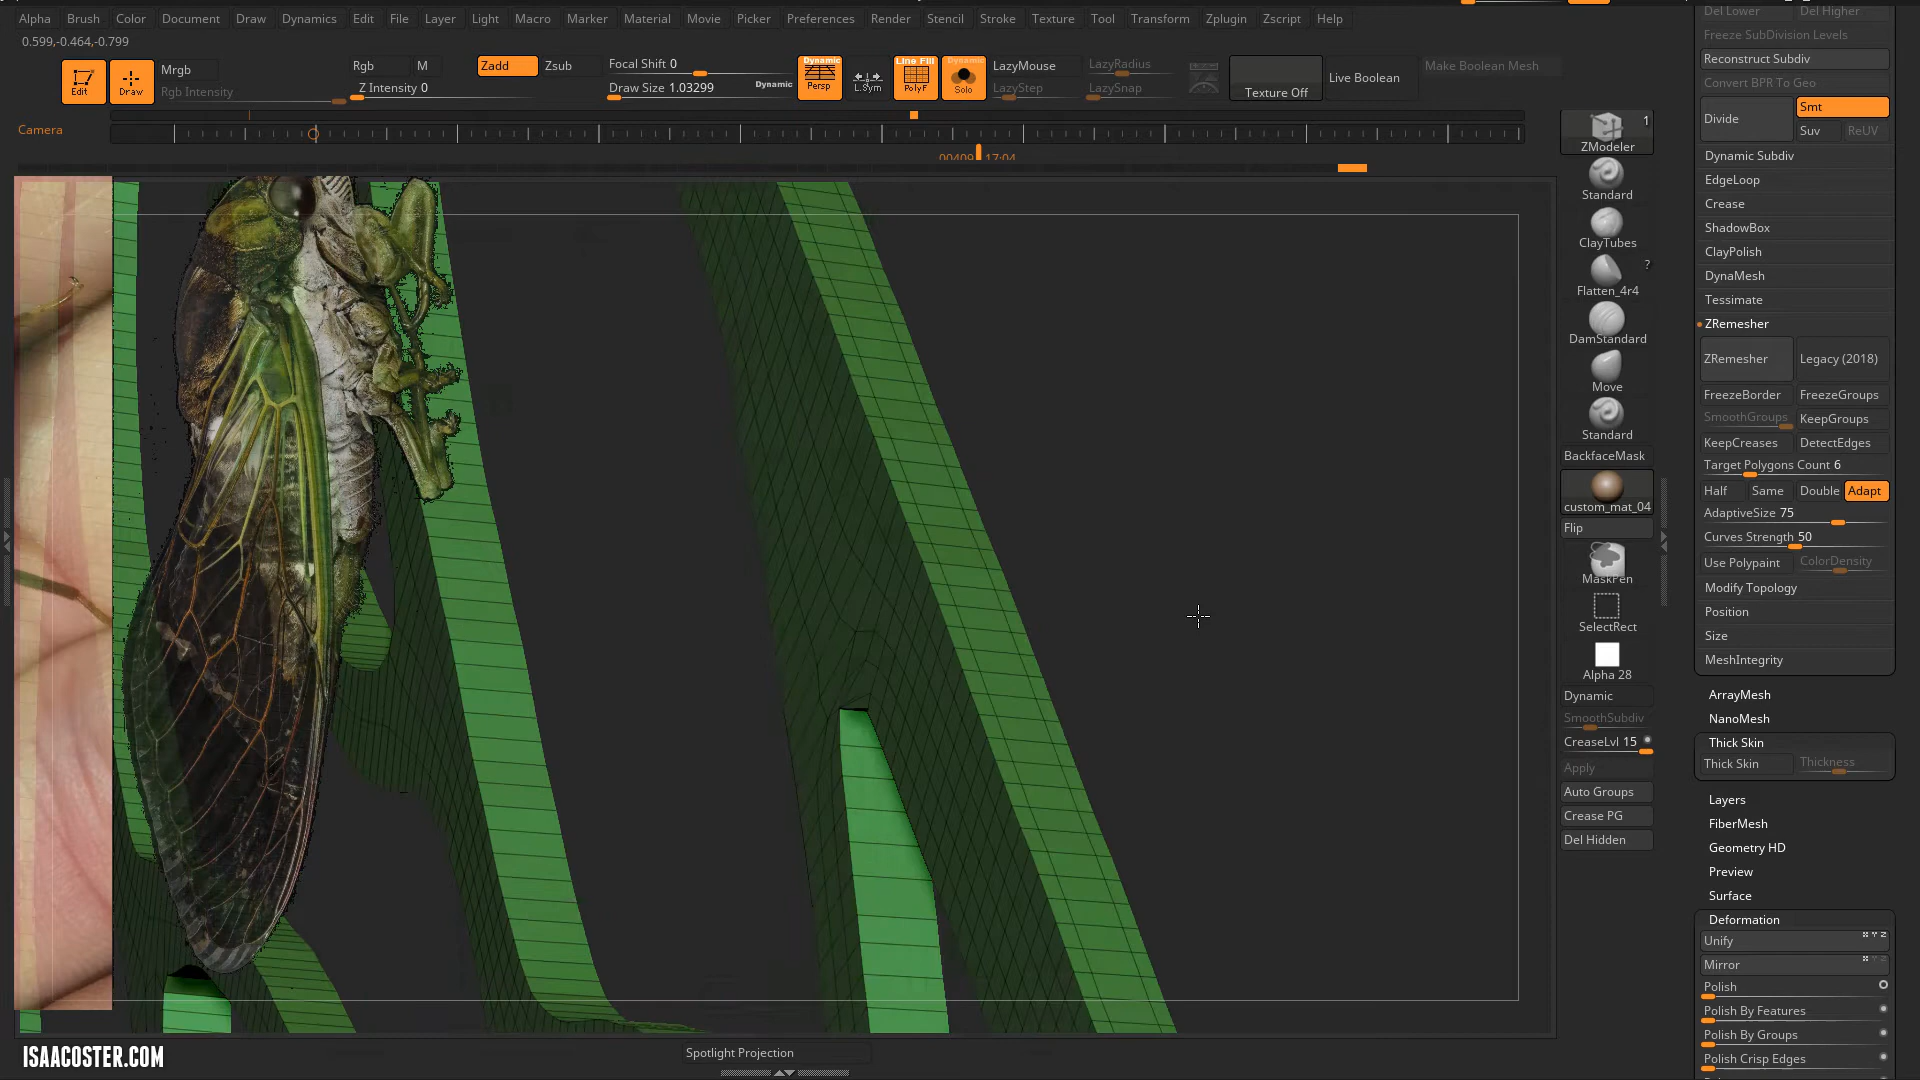 Alpha Brush Color Document Draw Dynamics Edit File Layer Light Macro Marker Material Movie Picker Preferences Render Stencil Stroke Texture Tool Transform Zplugin Zscript Help
0.599,-0.464,-0.799
Edit
Draw
Mrgb
Rgb Intensity
Rgb
M
Z Intensity 0
Zadd
Zsub
Focal Shift 0
Draw Size 1.03299
Dynamic
Dynamic
Persp
L.Sym
Line Fill
PolyF
Dynamic
Solo
LazyMouse
LazyStep
LazyRadius
LazySnap
Texture Off
Live Boolean
Make Boolean Mesh
Camera
00409 17:04
1
ZModeler
Standard
ClayTubes
?
Flatten_4r4
DamStandard
Move
Standard
BackfaceMask
custom_mat_04
Flip
MaskPen
SelectRect
Alpha 28
Dynamic
SmoothSubdiv
CreaseLvl 15
Apply
Auto Groups
Crease PG
Del Hidden
Del Lower
Del Higher
Freeze SubDivision Levels
Reconstruct Subdiv
Convert BPR To Geo
Divide
Smt
Suv
ReUV
Dynamic Subdiv
EdgeLoop
Crease
ShadowBox
ClayPolish
DynaMesh
Tessimate
ZRemesher
ZRemesher
Legacy (2018)
FreezeBorder
FreezeGroups
SmoothGroups
KeepGroups
KeepCreases
DetectEdges
Target Polygons Count 6
Half
Same
Double
Adapt
AdaptiveSize 75
Curves Strength 50
Use Polypaint
ColorDensity
Modify Topology
Position
Size
MeshIntegrity
ArrayMesh
NanoMesh
Thick Skin
Thick Skin
Thickness
Layers
FiberMesh
Geometry HD
Preview
Surface
Deformation
Unify
Mirror
Polish
Polish By Features
Polish By Groups
Polish Crisp Edges
ISAACOSTER.COM
Spotlight Projection